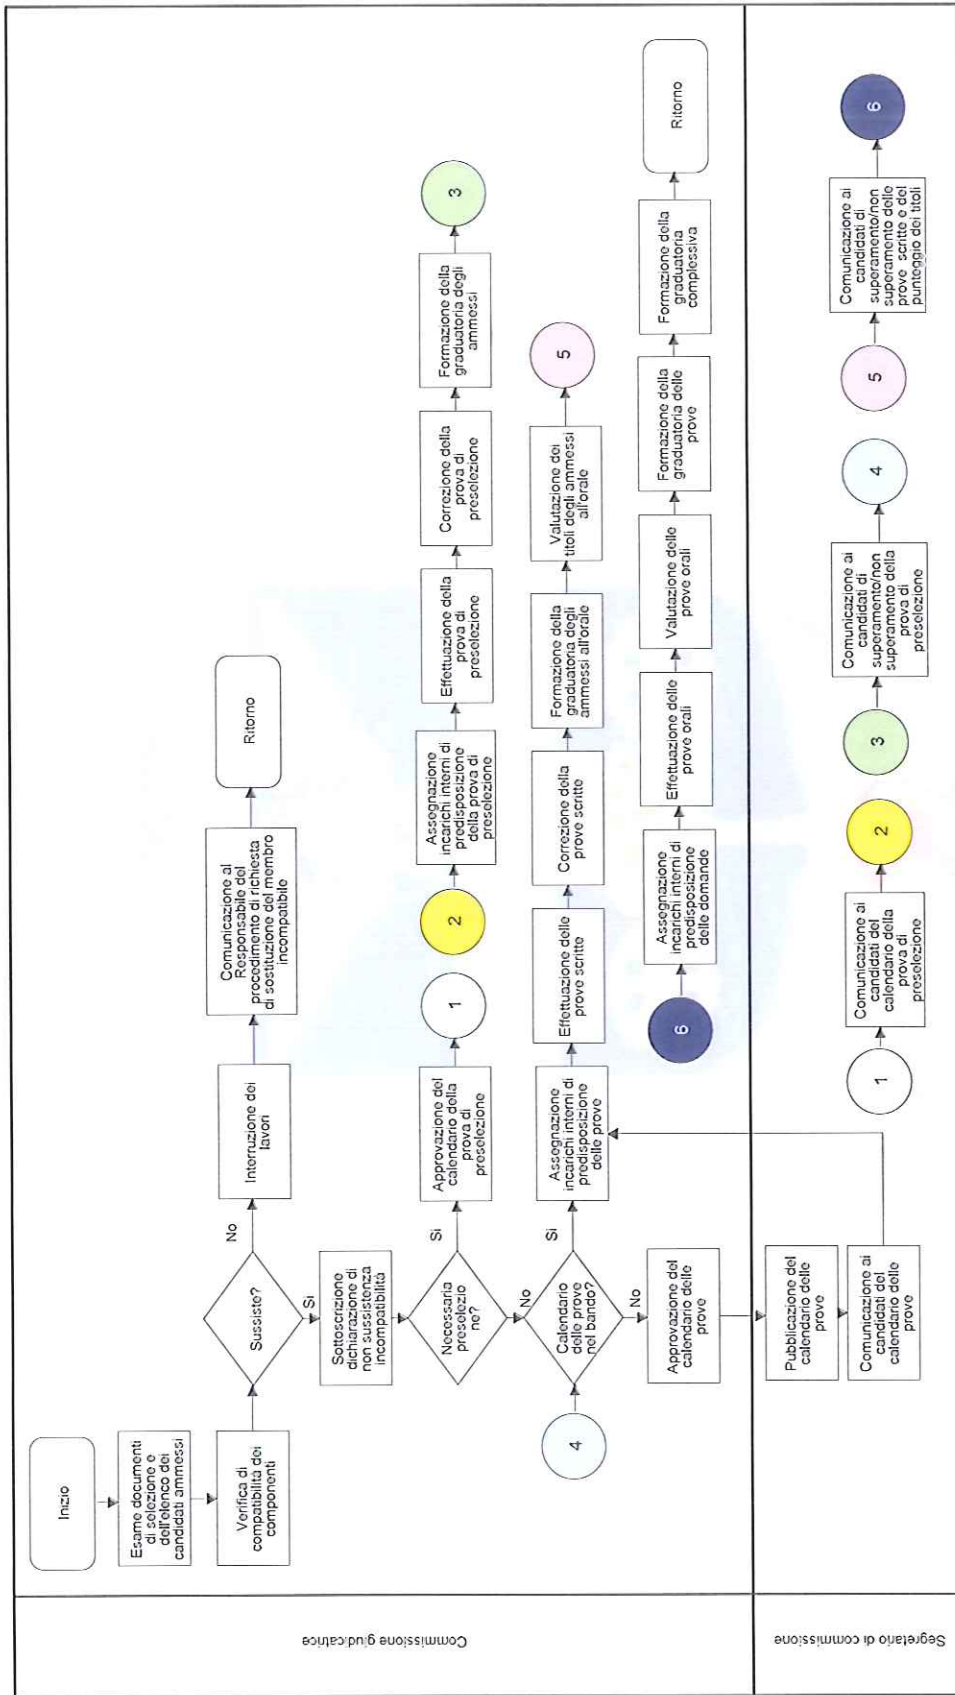 Commissione giudicatrice
Inizio
Esame documenti
di selezione e
dell'elenco dei
candidati ammessi
Verifica di
compatibilità dei
componenti
Sussiste?
No
Interruzione dei
lavori
Comunicazione al
Responsabile del
procedimento di richiesta
di sostituzione del membro
incompatibile
Ritorno
Si
Sottoscrizione
dichiarazione di
non sussistenza
incompatibilità
Necessaria
preselezio
ne?
Si
Approvazione del
calendario della
prova di
preselezione
1
2
Assegnazione
incarichi interni di
predisposizione
della prova di
preselezione
Effettuazione della
prova di
preselezione
Correzione della
prova di
preselezione
Formazione della
graduatoria degli
ammessi
3
No
4
Calendario
delle prove
nel bando?
Si
Assegnazione
incarichi interni di
predisposizione
delle prove
Effettuazione delle
prove scritte
Correzione della
prove scritte
Formazione della
graduatoria degli
ammessi all'orale
Valutazione dei
titoli degli ammessi
all'orale
5
No
Approvazione del
calendario delle
prove
6
Assegnazione
incarichi interni di
predisposizione
delle domande
Effettuazione delle
prove orali
Valutazione delle
prove orali
Formazione della
graduatoria delle
prove
Formazione della
graduatoria
complessiva
Ritorno
Segretario di commissione
Pubblicazione del
calendario delle
prove
Comunicazione ai
candidati del
calendario delle
prove
1
Comunicazione ai
candidati del
calendario della
prova di
preselezione
2
3
Comunicazione ai
candidati di
superamento/non
superamento della
prova di
preselezione
4
5
Comunicazione ai
candidati di
superamento/non
superamento delle
prove scritte e del
punteggio dei titoli
6